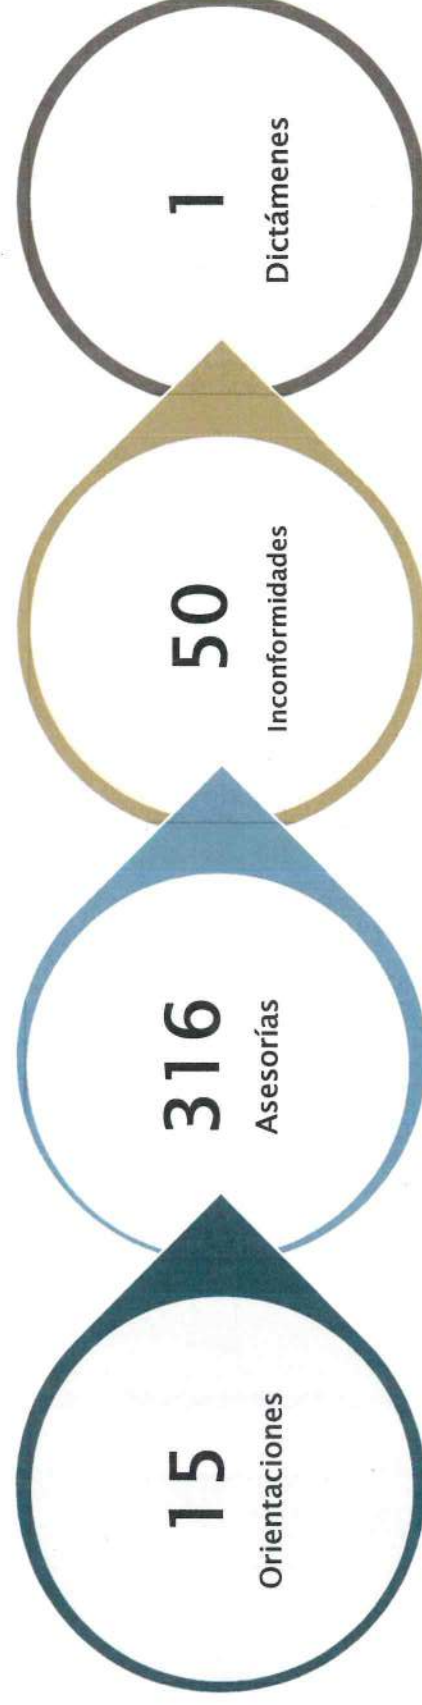 15
Orientaciones
316
Asesorías
50
Inconformidades
1
Dictámenes